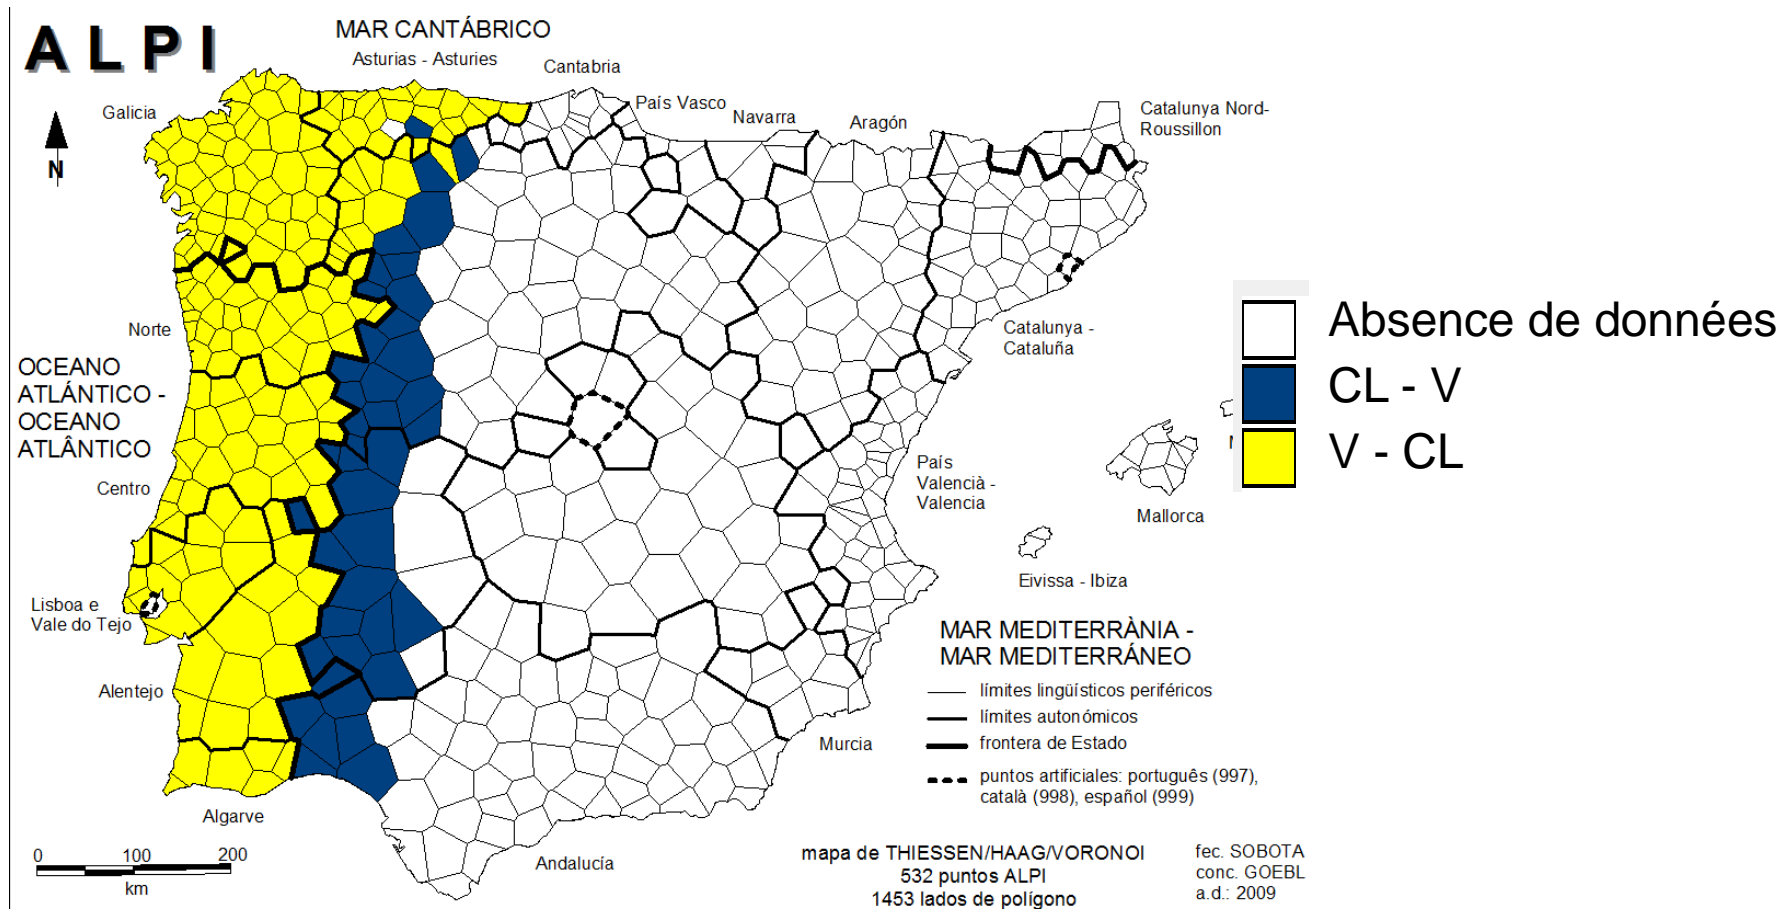 ALPI
MAR CANTÁBRICO
Asturias - Asturies
Cantabria
Galicia
País Vasco
Navarra
Aragón
Catalunya Nord-
Roussillon
N
Norte
Catalunya -
Cataluña
OCEANO
ATLÁNTICO -
OCEANO
ATLÂNTICO
Centro
País
Valencià -
Valencia
Mallorca
Eivissa - Ibiza
Lisboa e
Vale do Tejo
Alentejo
Murcia
Algarve
Andalucía
Absence de données
CL - V
V - CL
MAR MEDITERRÀNIA -
MAR MEDITERRÁNEO
límites lingüísticos periféricos
límites autonómicos
frontera de Estado
puntos artificiales: português (997),
català (998), español (999)
0 100 200
km
mapa de THIESSEN/HAAG/VORONOI
532 puntos ALPI
1453 lados de polígono
fec. SOBOTA
conc. GOEBL
a.d.: 2009